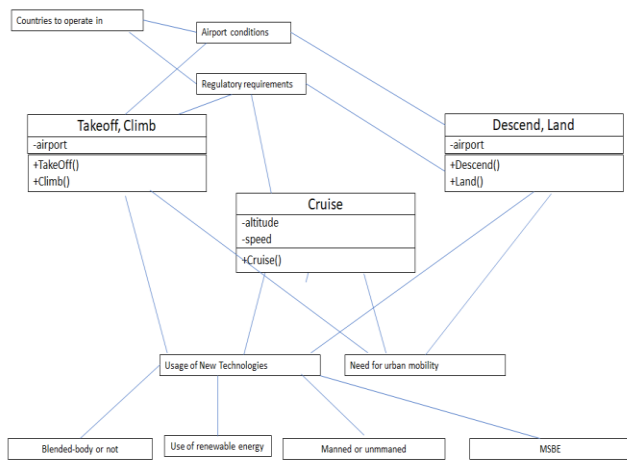 Countries to operate in
Airport conditions
Regulatory requirements
Takeoff, Climb
-airport
+TakeOff()
+Climb()
Descend, Land
-airport
+Descend()
+Land()
Cruise
-altitude
-speed
+Cruise()
Usage of New Technologies
Need for urban mobility
Blended-body or not
Use of renewable energy
Manned or unmmaned
MSBE